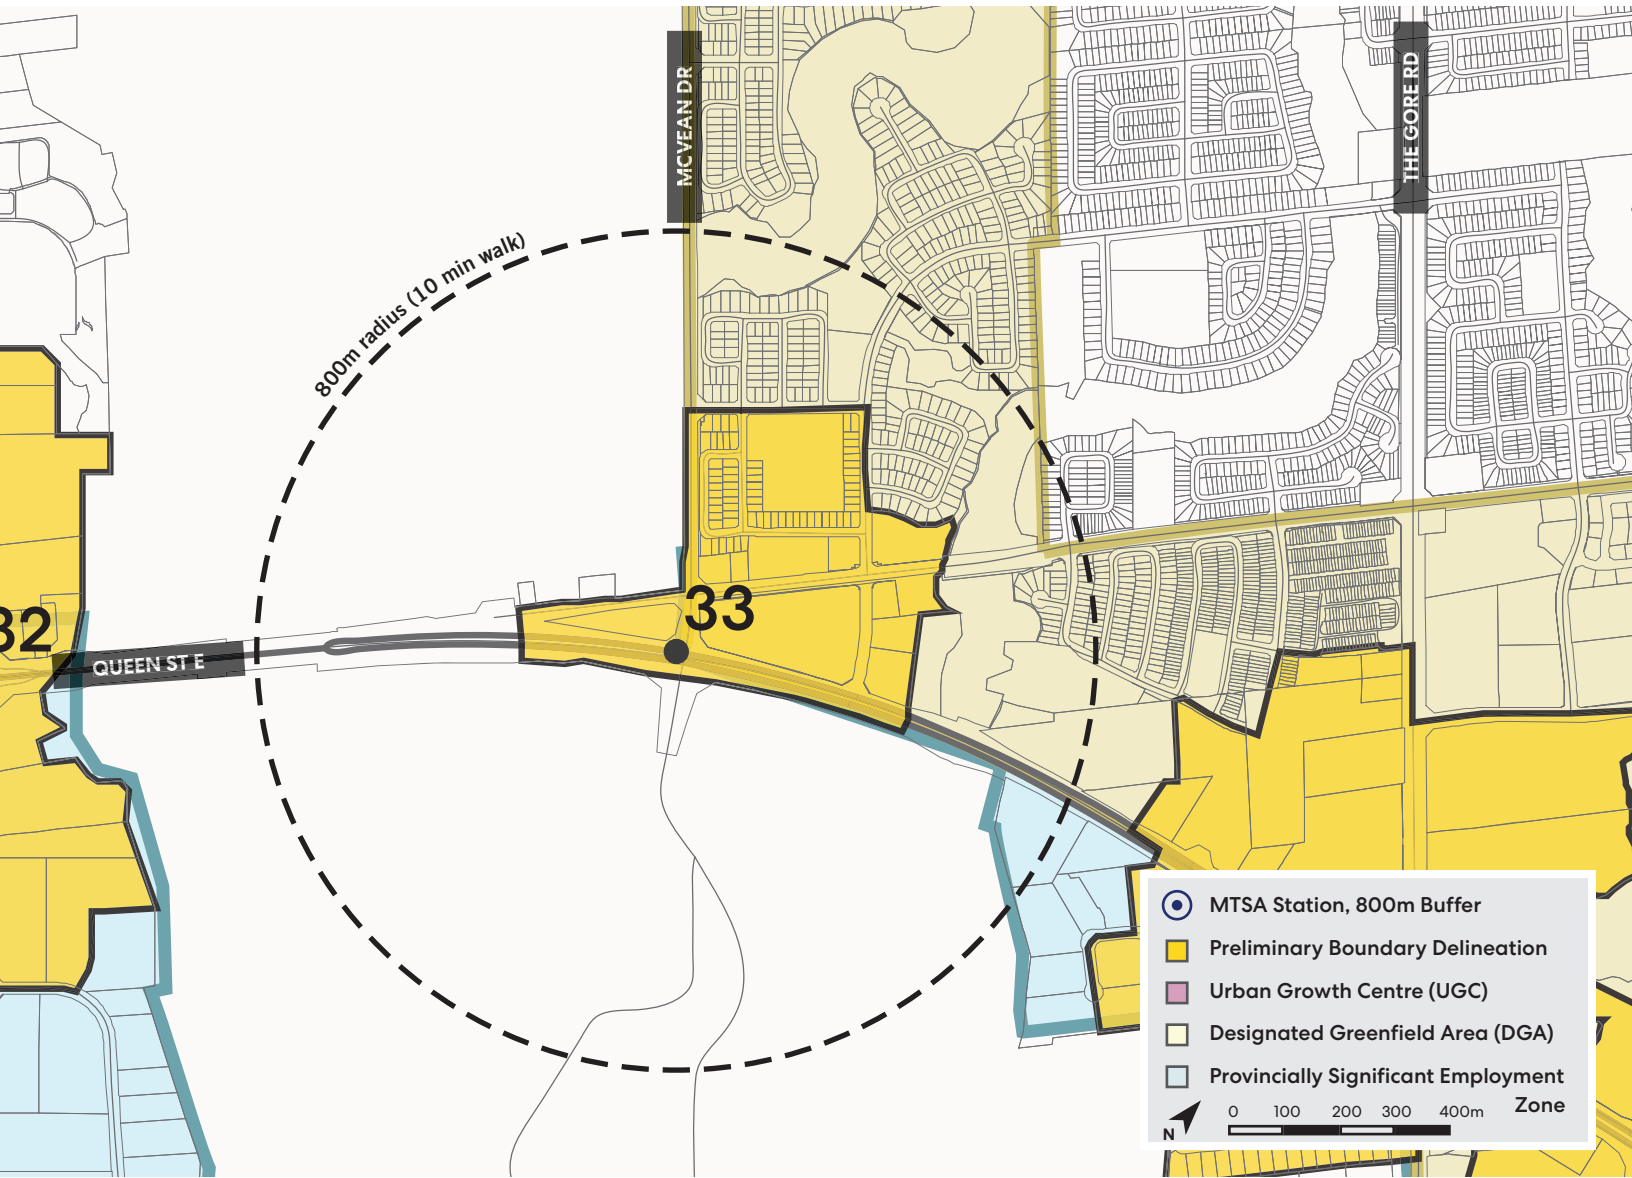 MCVEAN DR
THE GORE RD
800m radius (10 min walk)
32
33
QUEEN ST E
MTSA Station, 800m Buffer
Preliminary Boundary Delineation
Urban Growth Centre (UGC)
Designated Greenfield Area (DGA)
Provincially Significant Employment
Zone
0 100 200 300 400m
N